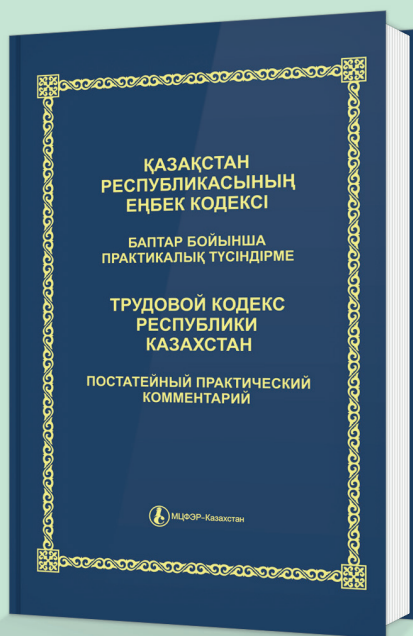 ҚАЗАҚСТАН
РЕСПУБЛИКАСЫНЫҢ
ЕҢБЕК КОДЕКСІ
БАПТАР БОЙЫНША
ПРАКТИКАЛЫҚ ТҮСІНДІРМЕ
ТРУДОВОЙ КОДЕКС
РЕСПУБЛИКИ
КАЗАХСТАН
ПОСТАТЕЙНЫЙ ПРАКТИЧЕСКИЙ
КОММЕНТАРИЙ
МЦФЭР-Казахстан